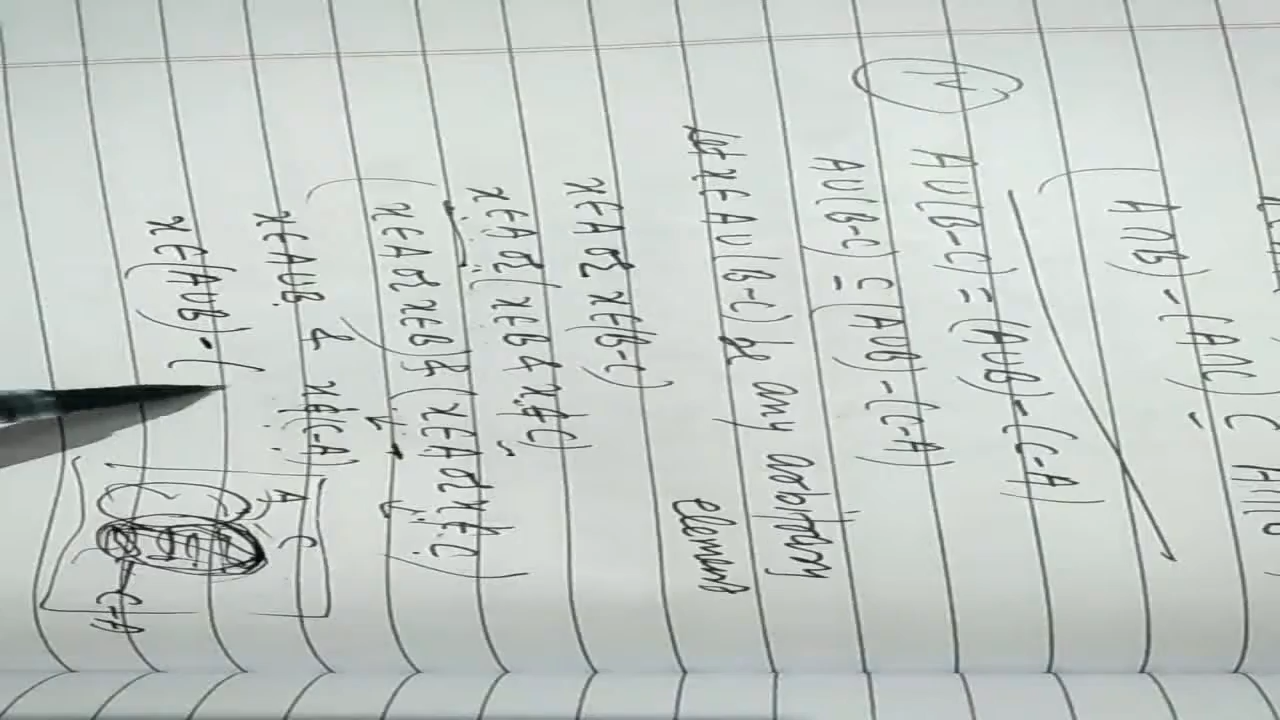 (A∩B) - (A∩C) ⊂ A∩(
iv
A∪(B-C) = (A∪B) - (C-A)
A∪(B-C) ⊆ (A∪B) - (C-A)
Let x∈A∪(B-C) be any arbitrary
element
x∈A or x∈(B-C)
x∈A or (x∈B & x∉C)
(x∈A or x∈B) & (x∈A or x∉C)
x∈A∪B & x∉(C-A)
x∈(A∪B) - (
A C
C-A